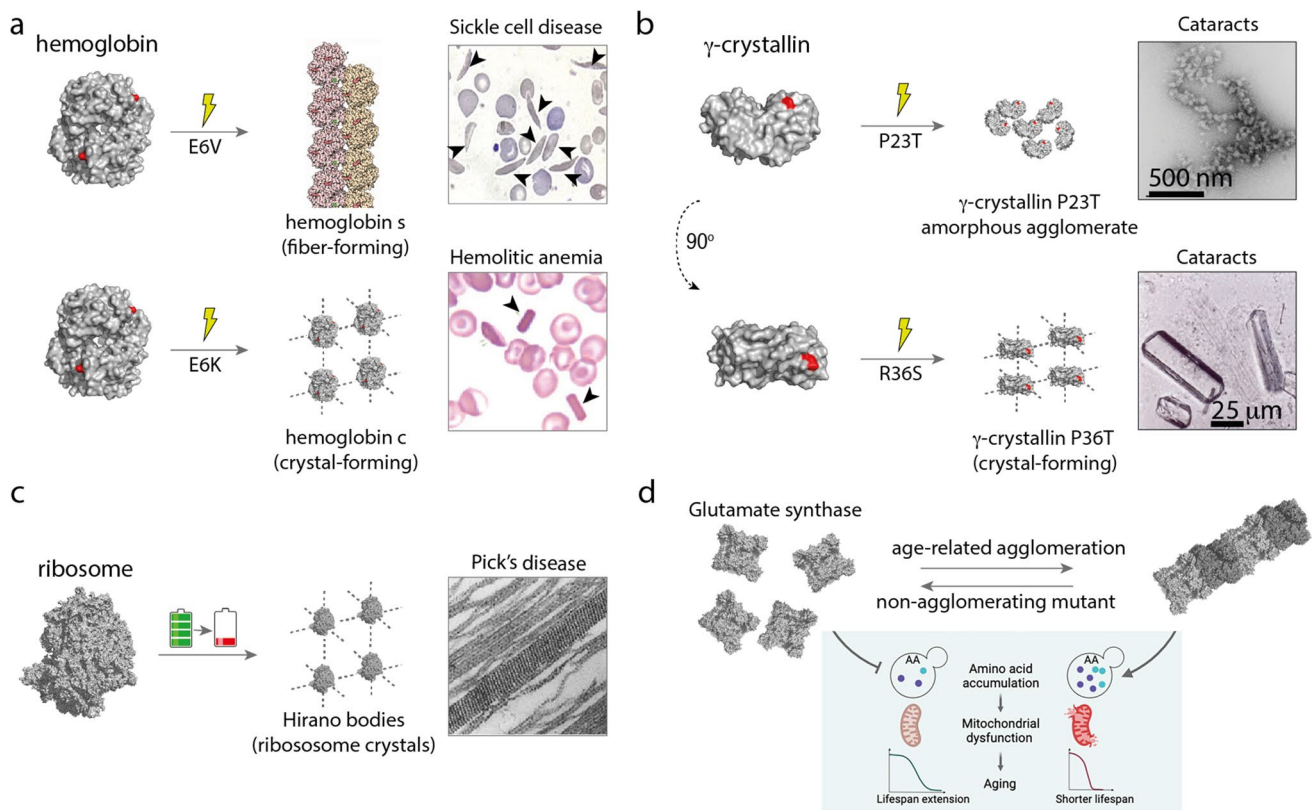 a
hemoglobin
E6V
hemoglobin s
(fiber-forming)
Sickle cell disease
E6K
hemoglobin c
(crystal-forming)
Hemolitic anemia
b
γ-crystallin
P23T
γ-crystallin P23T
amorphous agglomerate
Cataracts
500 nm
90º
R36S
γ-crystallin P36T
(crystal-forming)
Cataracts
25 μm
c
ribosome
Hirano bodies
(ribososome crystals)
Pick's disease
d
Glutamate synthase
age-related agglomeration
non-agglomerating mutant
AA
Amino acid
accumulation
AA
Mitochondrial
dysfunction
Aging
Lifespan extension
Shorter lifespan